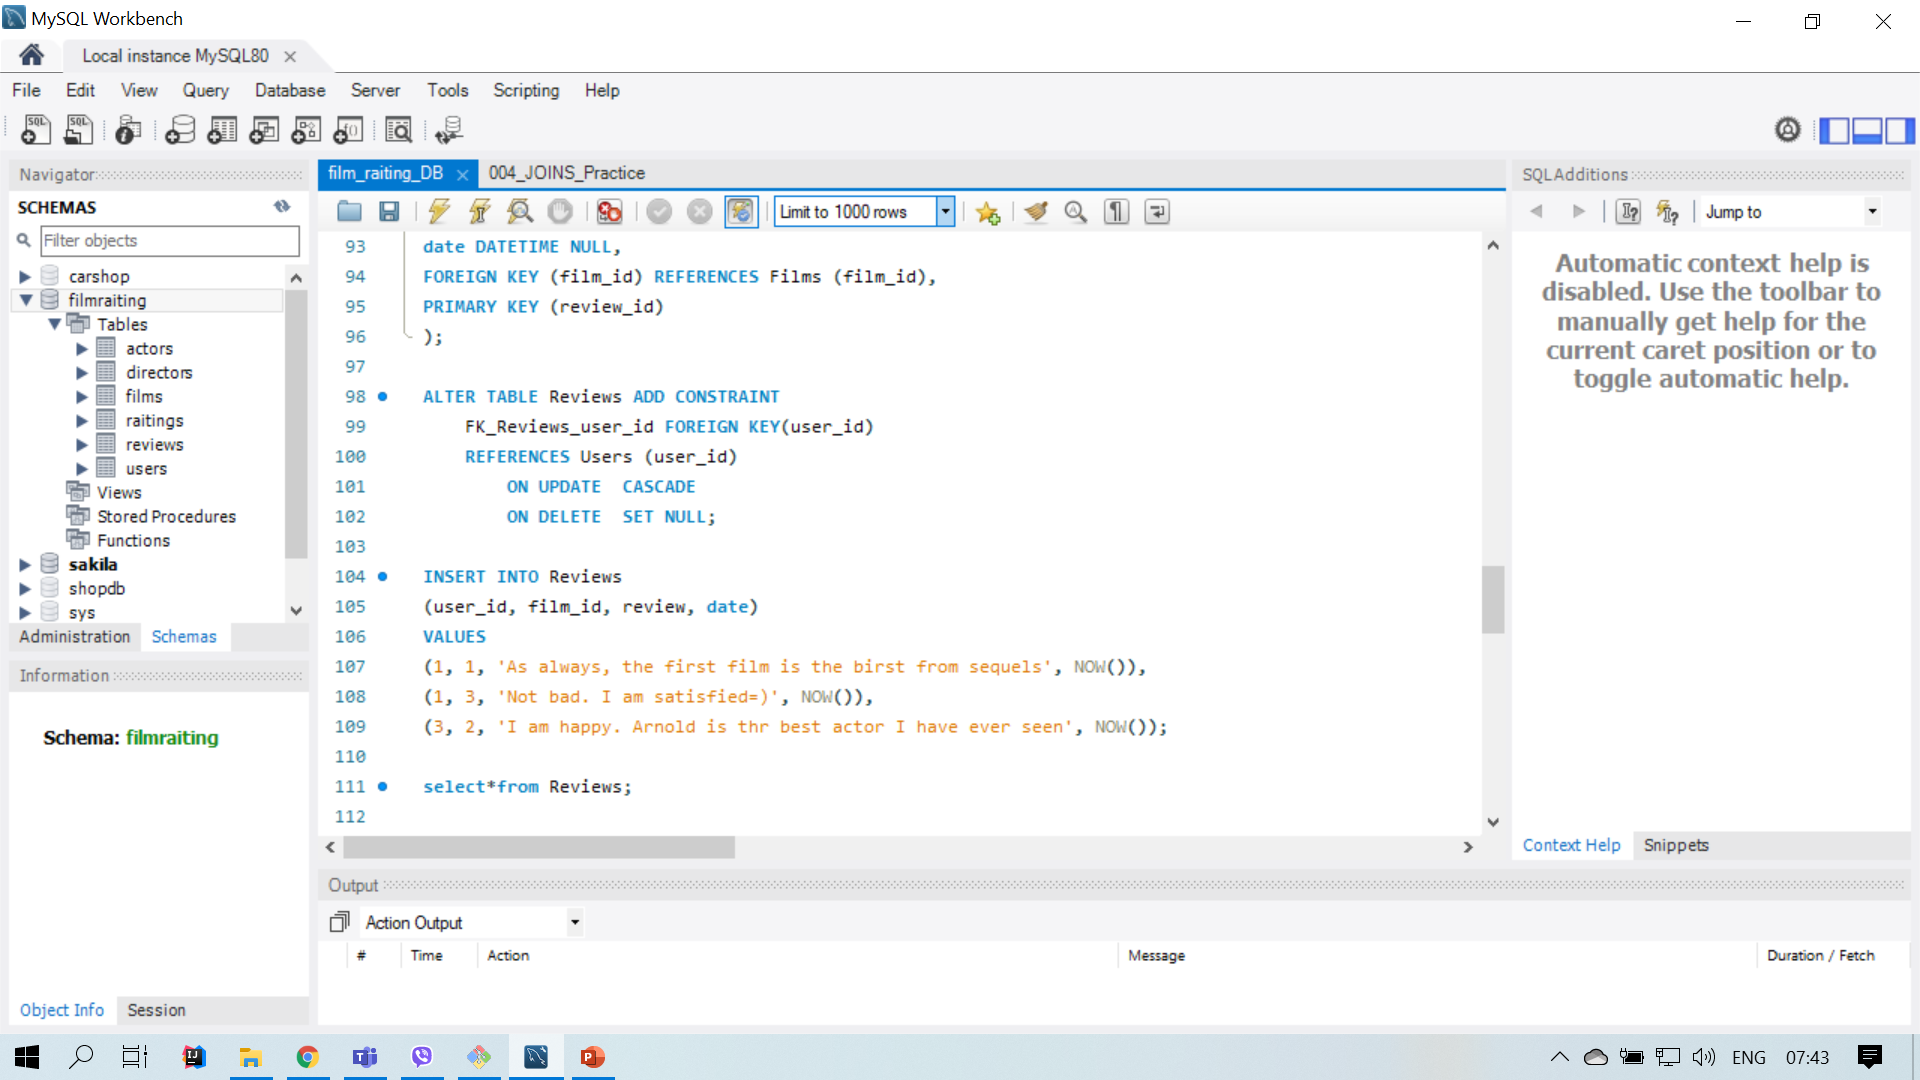 MySQL Workbench
Local instance MySQL80
File Edit View Query Database Server Tools Scripting Help
Navigator
SCHEMAS
Filter objects
carshop
filmraiting
Tables
actors
directors
films
raitings
reviews
users
Views
Stored Procedures
Functions
sakila
shopdb
sys
Administration Schemas
Information
Schema: filmraiting
Object Info Session
film_raiting_DB 004_JOINS_Practice
Limit to 1000 rows
93 date DATETIME NULL,
94 FOREIGN KEY (film_id) REFERENCES Films (film_id),
95 PRIMARY KEY (review_id)
96 );
97
98 ALTER TABLE Reviews ADD CONSTRAINT
99 FK_Reviews_user_id FOREIGN KEY(user_id)
100 REFERENCES Users (user_id)
101 ON UPDATE CASCADE
102 ON DELETE SET NULL;
103
104 INSERT INTO Reviews
105 (user_id, film_id, review, date)
106 VALUES
107 (1, 1, 'As always, the first film is the birst from sequels', NOW()),
108 (1, 3, 'Not bad. I am satisfied=)', NOW()),
109 (3, 2, 'I am happy. Arnold is thr best actor I have ever seen', NOW());
110
111 select*from Reviews;
112
SQLAdditions
Jump to
Automatic context help is
disabled. Use the toolbar to
manually get help for the
current caret position or to
toggle automatic help.
Context Help Snippets
Output
Action Output
# Time Action Message Duration / Fetch
ENG 07:43